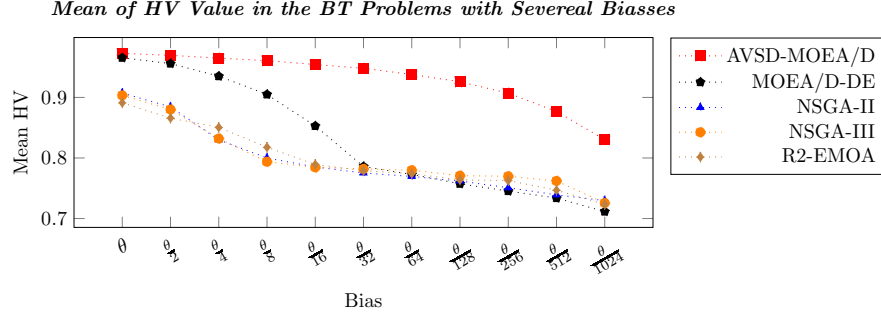 Mean of HV Value in the BT Problems with Severeal Biasses
Mean HV
0.9
0.8
0.7
θ
θ/2
θ/4
θ/8
θ/16
θ/32
θ/64
θ/128
θ/256
θ/512
θ/1024
Bias
AVSD-MOEA/D
MOEA/D-DE
NSGA-II
NSGA-III
R2-EMOA